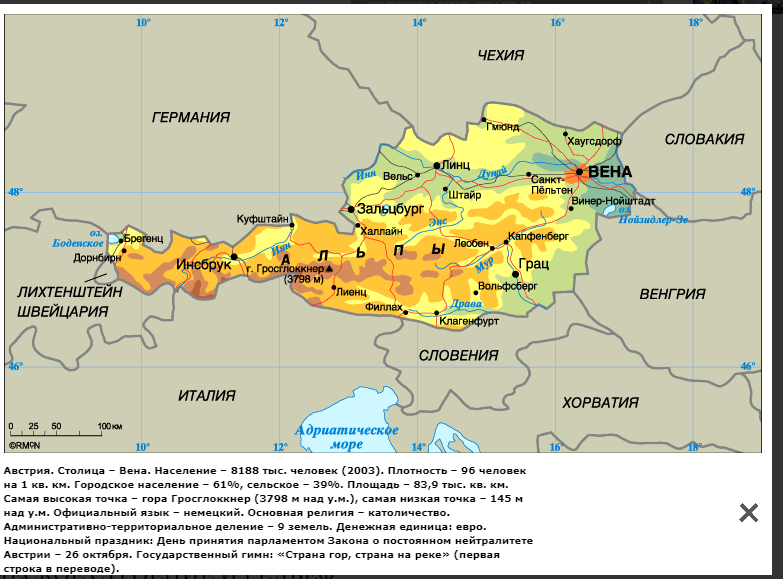 10°
12°
14°
16°
18°
ЧЕХИЯ
ГЕРМАНИЯ
СЛОВАКИЯ
Гмюнд
Хаугсдорф
Линц
Инн
Вельс
Дунай
ВЕНА
Санкт-
Пёльтен
48°
48°
Штайр
Винер-Нойштадт
Зальцбург
оз.
Нойзидлер-Зе
Куфштайн
Энс
оз.
Боденское
Брегенц
Халлайн
Капфенберг
Леобен
Дорнбирн
Инн
АЛЬПЫ
Инсбрук
г. Гросглоккнер
(3798 м)
Мур
Грац
ЛИХТЕНШТЕЙН
Лиенц
Вольфсберг
ВЕНГРИЯ
ШВЕЙЦАРИЯ
Филлах
Драва
Клагенфурт
СЛОВЕНИЯ
46°
46°
ИТАЛИЯ
ХОРВАТИЯ
0 25 50 100 км
Адриатическое
море
©RMCN
10°
12°
14°
16°
18°
Австрия. Столица – Вена. Население – 8188 тыс. человек (2003). Плотность – 96 человек
на 1 кв. км. Городское население – 61%, сельское – 39%. Площадь – 83,9 тыс. кв. км.
Самая высокая точка – гора Гросглоккнер (3798 м над у.м.), самая низкая точка – 145 м
над у.м. Официальный язык – немецкий. Основная религия – католичество.
Административно-территориальное деление – 9 земель. Денежная единица: евро.
Национальный праздник: День принятия парламентом Закона о постоянном нейтралитете
Австрии – 26 октября. Государственный гимн: «Страна гор, страна на реке» (первая
строка в переводе).